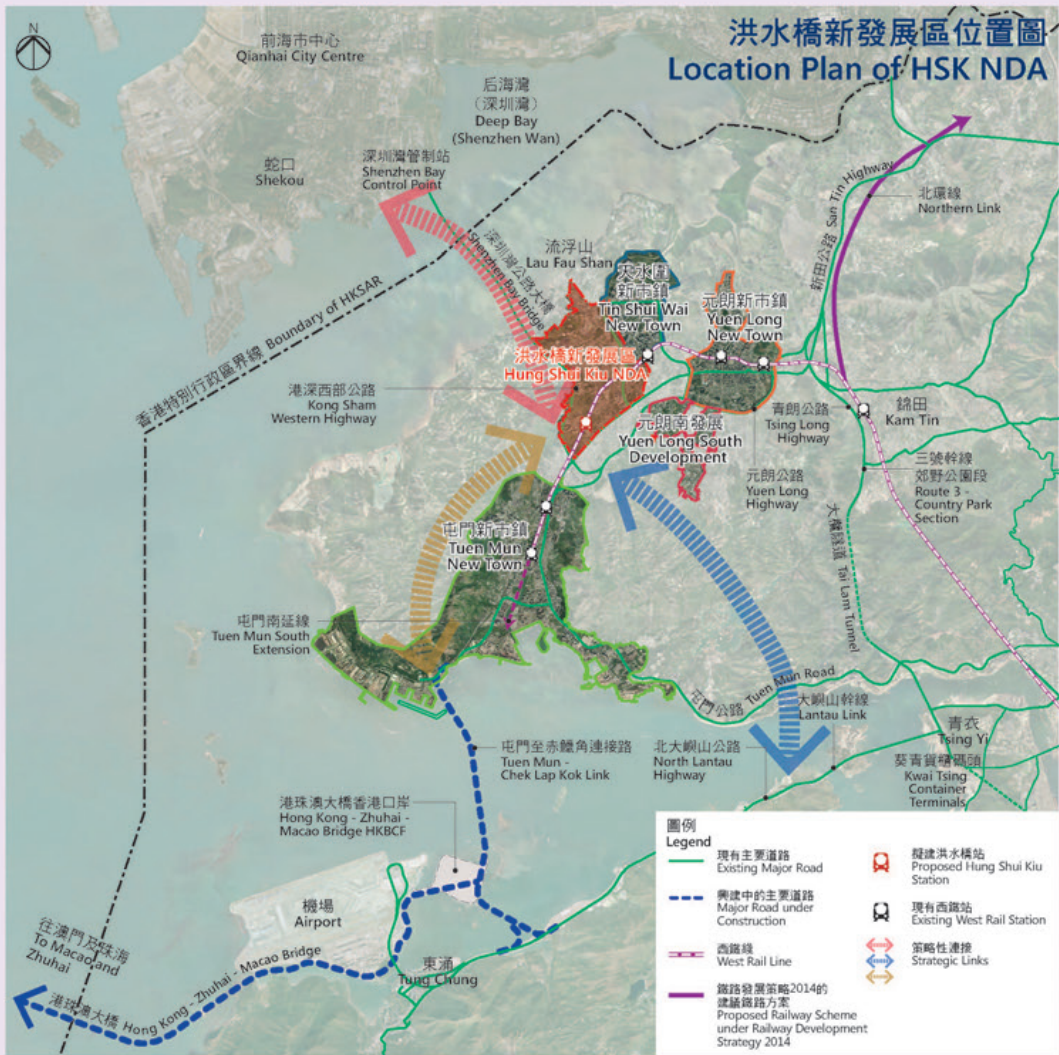 洪水橋新發展區位置圖
Location Plan of HSK NDA
N
前海市中心
Qianhai City Centre
后海灣
（深圳灣）
Deep Bay
(Shenzhen Wan)
蛇口
Shekou
深圳灣管制站
Shenzhen Bay
Control Point
新田公路 San Tin Highway
北環線
Northern Link
深圳灣公路大橋
Shenzhen Bay Bridge
流浮山
Lau Fau Shan
天水圍
新市鎮
Tin Shui Wai
New Town
元朗新市鎮
Yuen Long
New Town
香港特別行政區界線 Boundary of HKSAR
洪水橋新發展區
Hung Shui Kiu NDA
港深西部公路
Kong Sham
Western Highway
元朗南發展
Yuen Long South
Development
青朗公路
Tsing Long
Highway
錦田
Kam Tin
元朗公路
Yuen Long
Highway
三號幹線
郊野公園段
Route 3 -
Country Park
Section
大欖隧道 Tai Lam Tunnel
屯門新市鎮
Tuen Mun
New Town
屯門南延線
Tuen Mun South
Extension
屯門公路 Tuen Mun Road
大嶼山幹線
Lantau Link
青衣
Tsing Yi
屯門至赤鱲角連接路
Tuen Mun -
Chek Lap Kok Link
北大嶼山公路
North Lantau
Highway
葵青貨櫃碼頭
Kwai Tsing
Container
Terminals
港珠澳大橋香港口岸
Hong Kong - Zhuhai -
Macao Bridge HKBCF
機場
Airport
往澳門及珠海
To Macao and
Zhuhai
港珠澳大橋 Hong Kong - Zhuhai - Macao Bridge
東涌
Tung Chung
圖例
Legend
現有主要道路
Existing Major Road
興建中的主要道路
Major Road under
Construction
西鐵綫
West Rail Line
鐵路發展策略2014的
建議鐵路方案
Proposed Railway Scheme
under Railway Development
Strategy 2014
擬建洪水橋站
Proposed Hung Shui Kiu
Station
現有西鐵站
Existing West Rail Station
策略性連接
Strategic Links